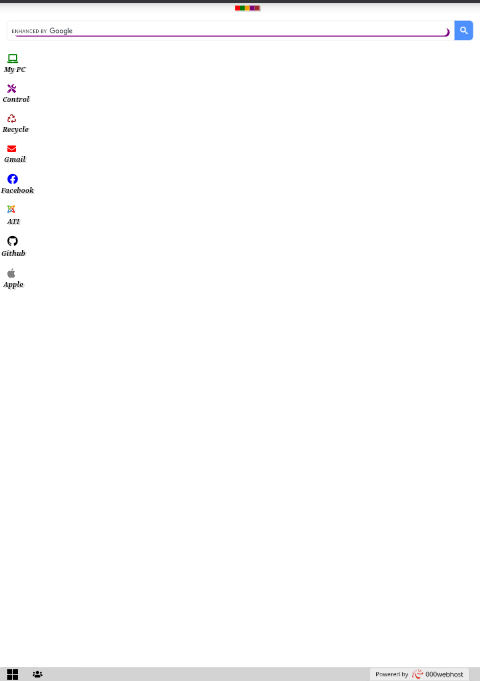 ENHANCED BY Google
My PC
Control
Recycle
Gmail
Facebook
ATI
Github
Apple
Powered by 000webhost